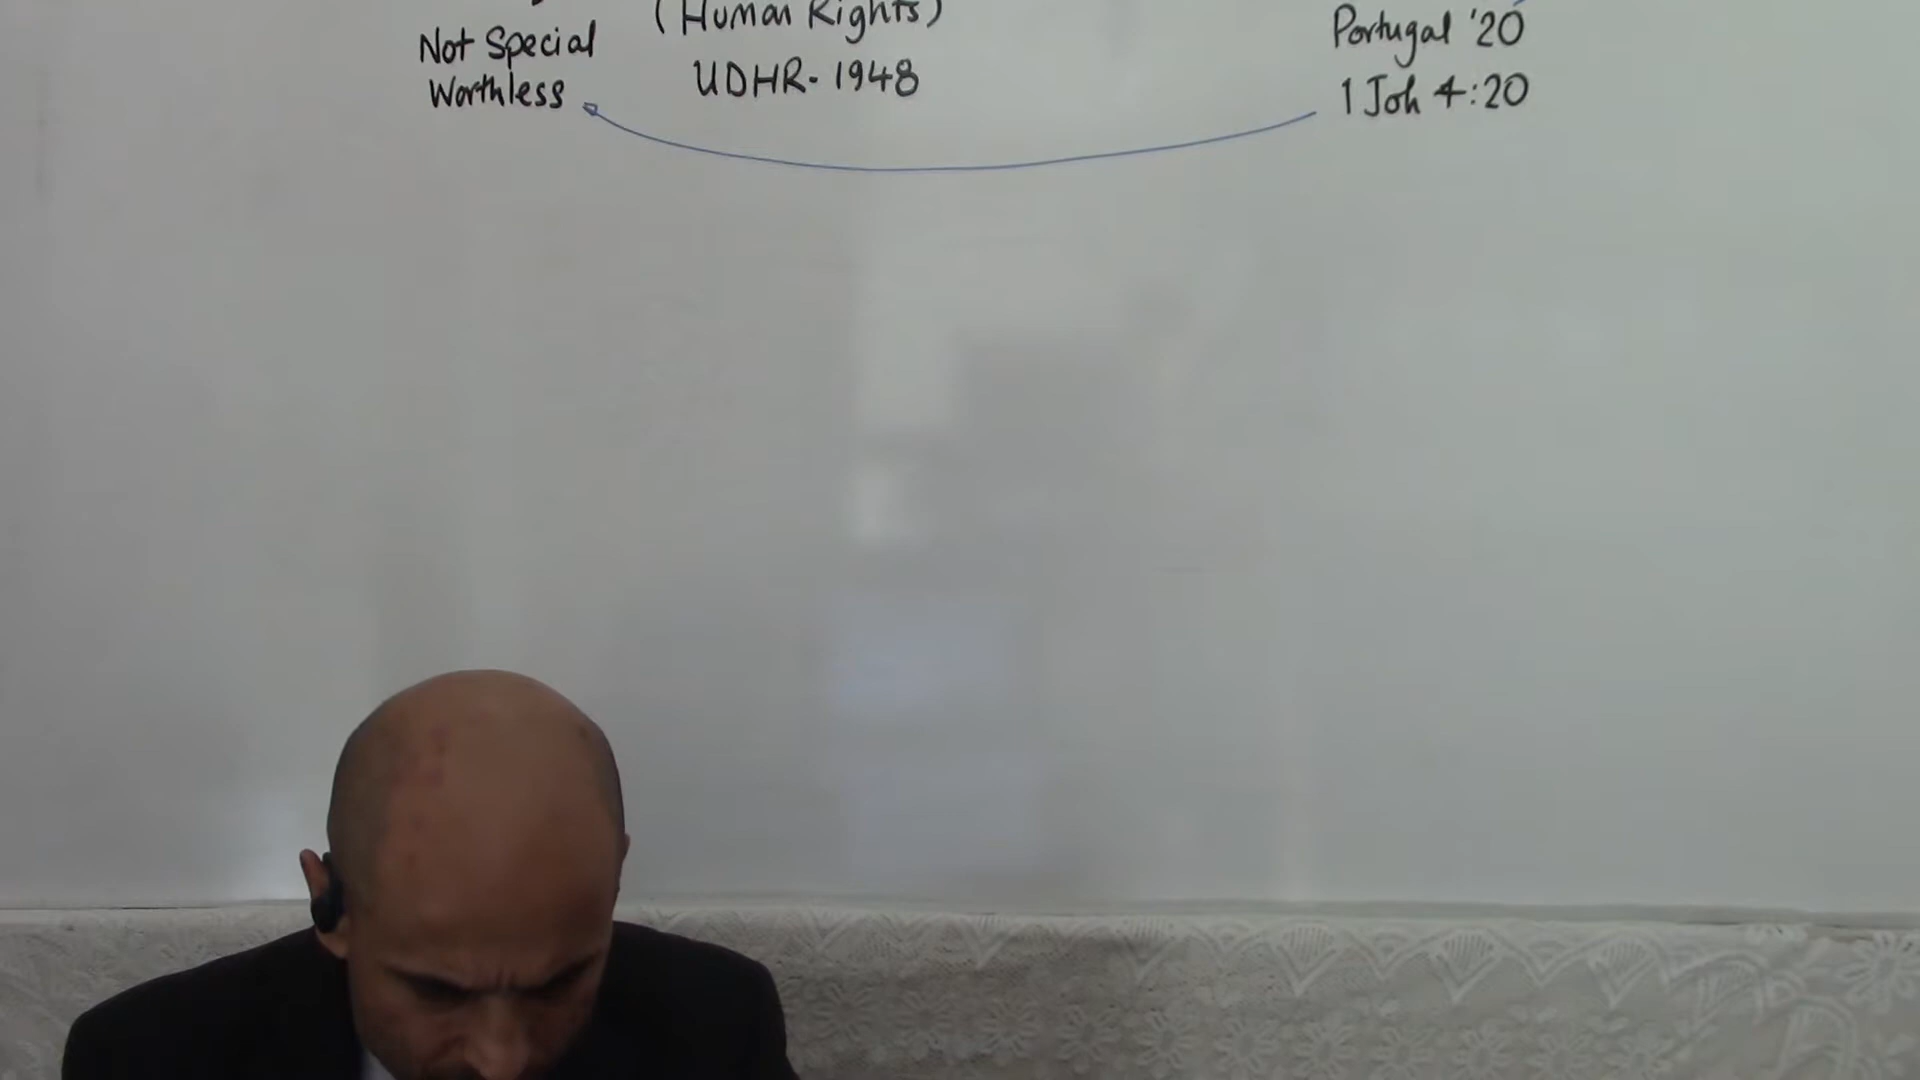 Not Special
Worthless
(Human Rights)
UDHR- 1948
Portugal '20
1 Joh 4:20